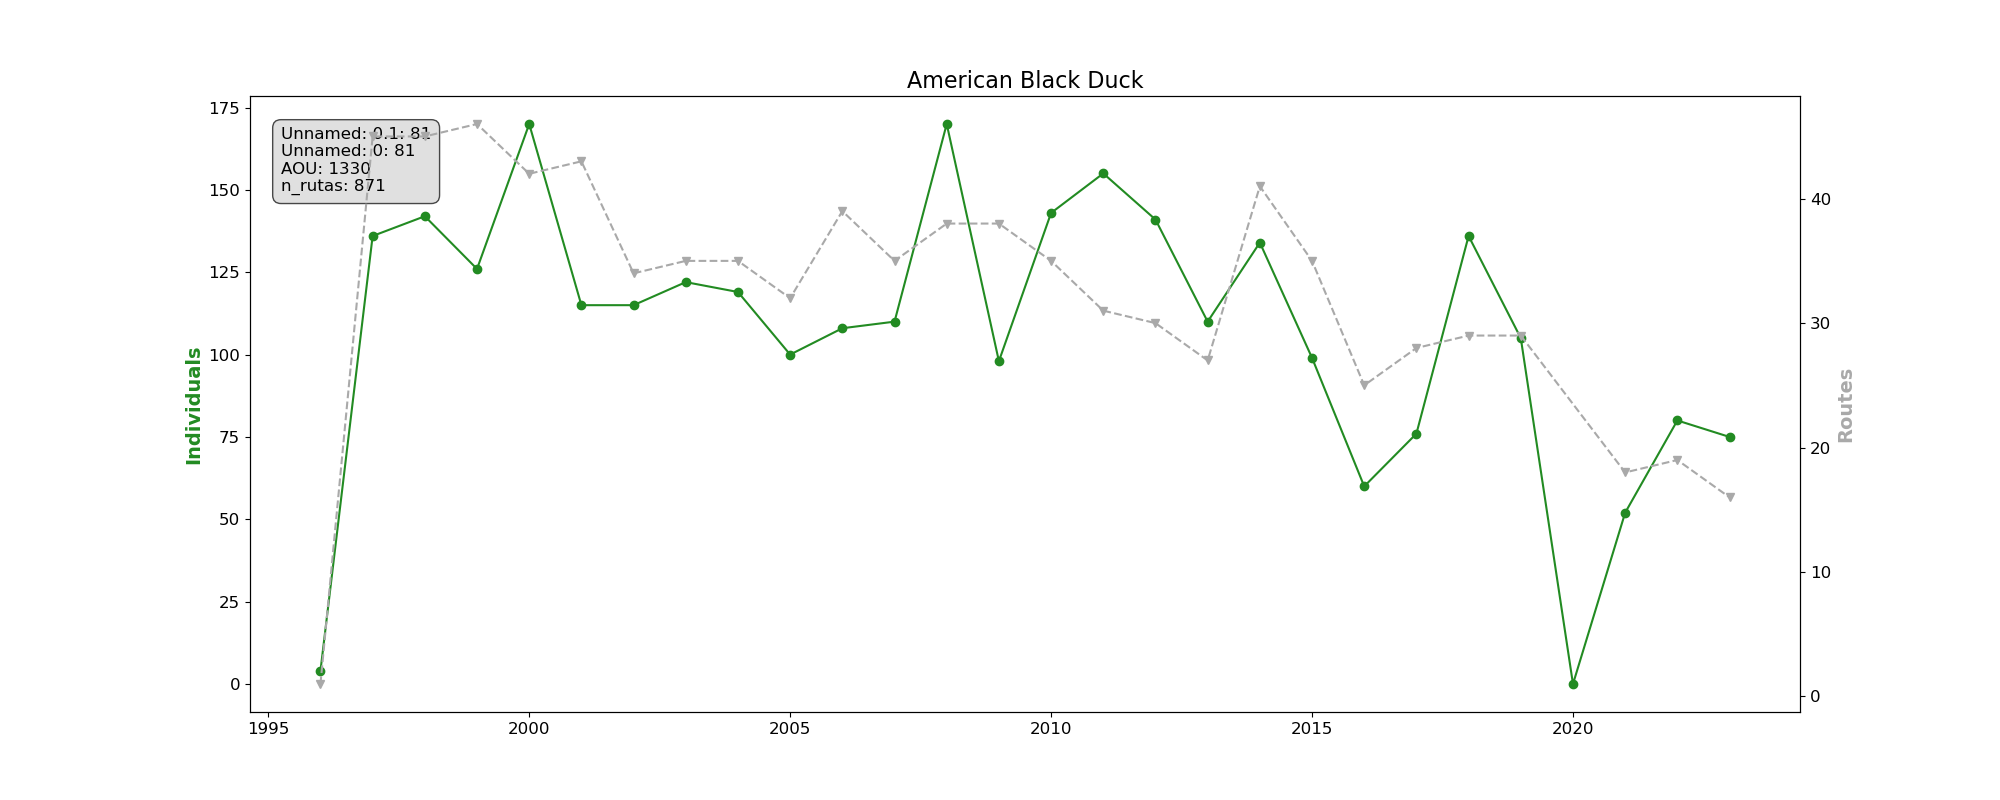 American Black Duck
Unnamed: 0.1: 81
Unnamed: 0: 81
AOU: 1330
n_rutas: 871
175
150
125
100
75
50
25
0
Individuals
40
30
20
10
0
Routes
1995 2000 2005 2010 2015 2020